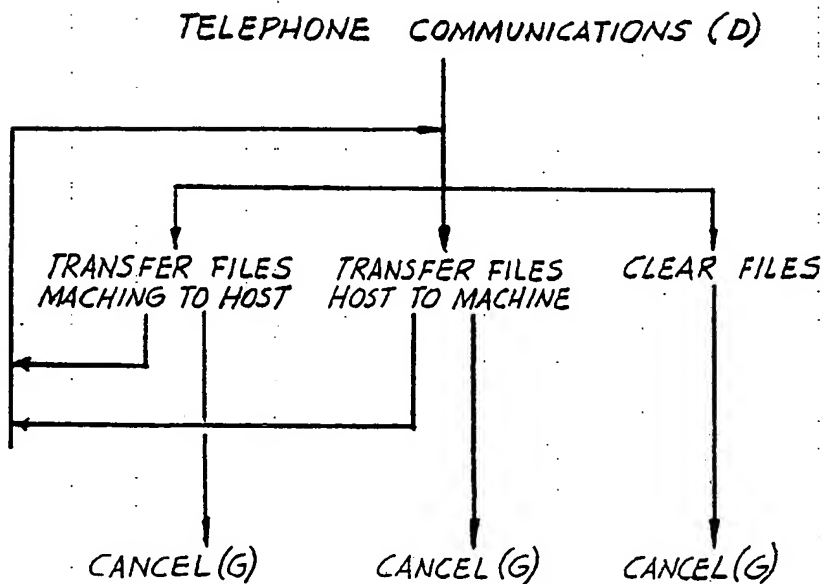 TELEPHONE COMMUNICATIONS (D)
TRANSFER FILES
MACHING TO HOST
TRANSFER FILES
HOST TO MACHINE
CLEAR FILES
CANCEL (G)
CANCEL (G)
CANCEL (G)